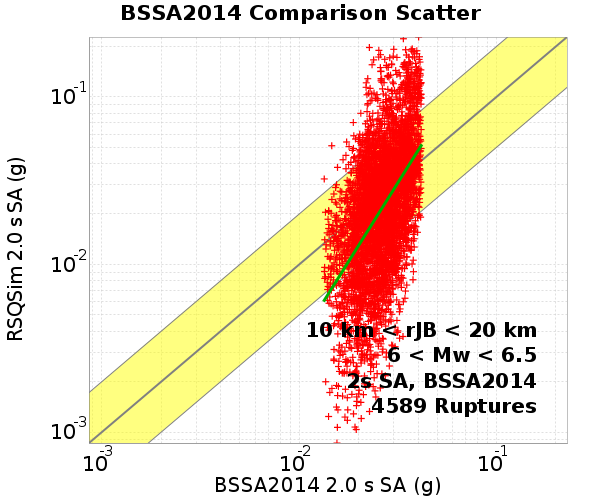 BSSA2014 Comparison Scatter
RSQSim 2.0 s SA (g)
10-1
10-2
10-3
10 km < rJB < 20 km
6 < Mw < 6.5
2s SA, BSSA2014
4589 Ruptures
10-3 10-2 10-1
BSSA2014 2.0 s SA (g)